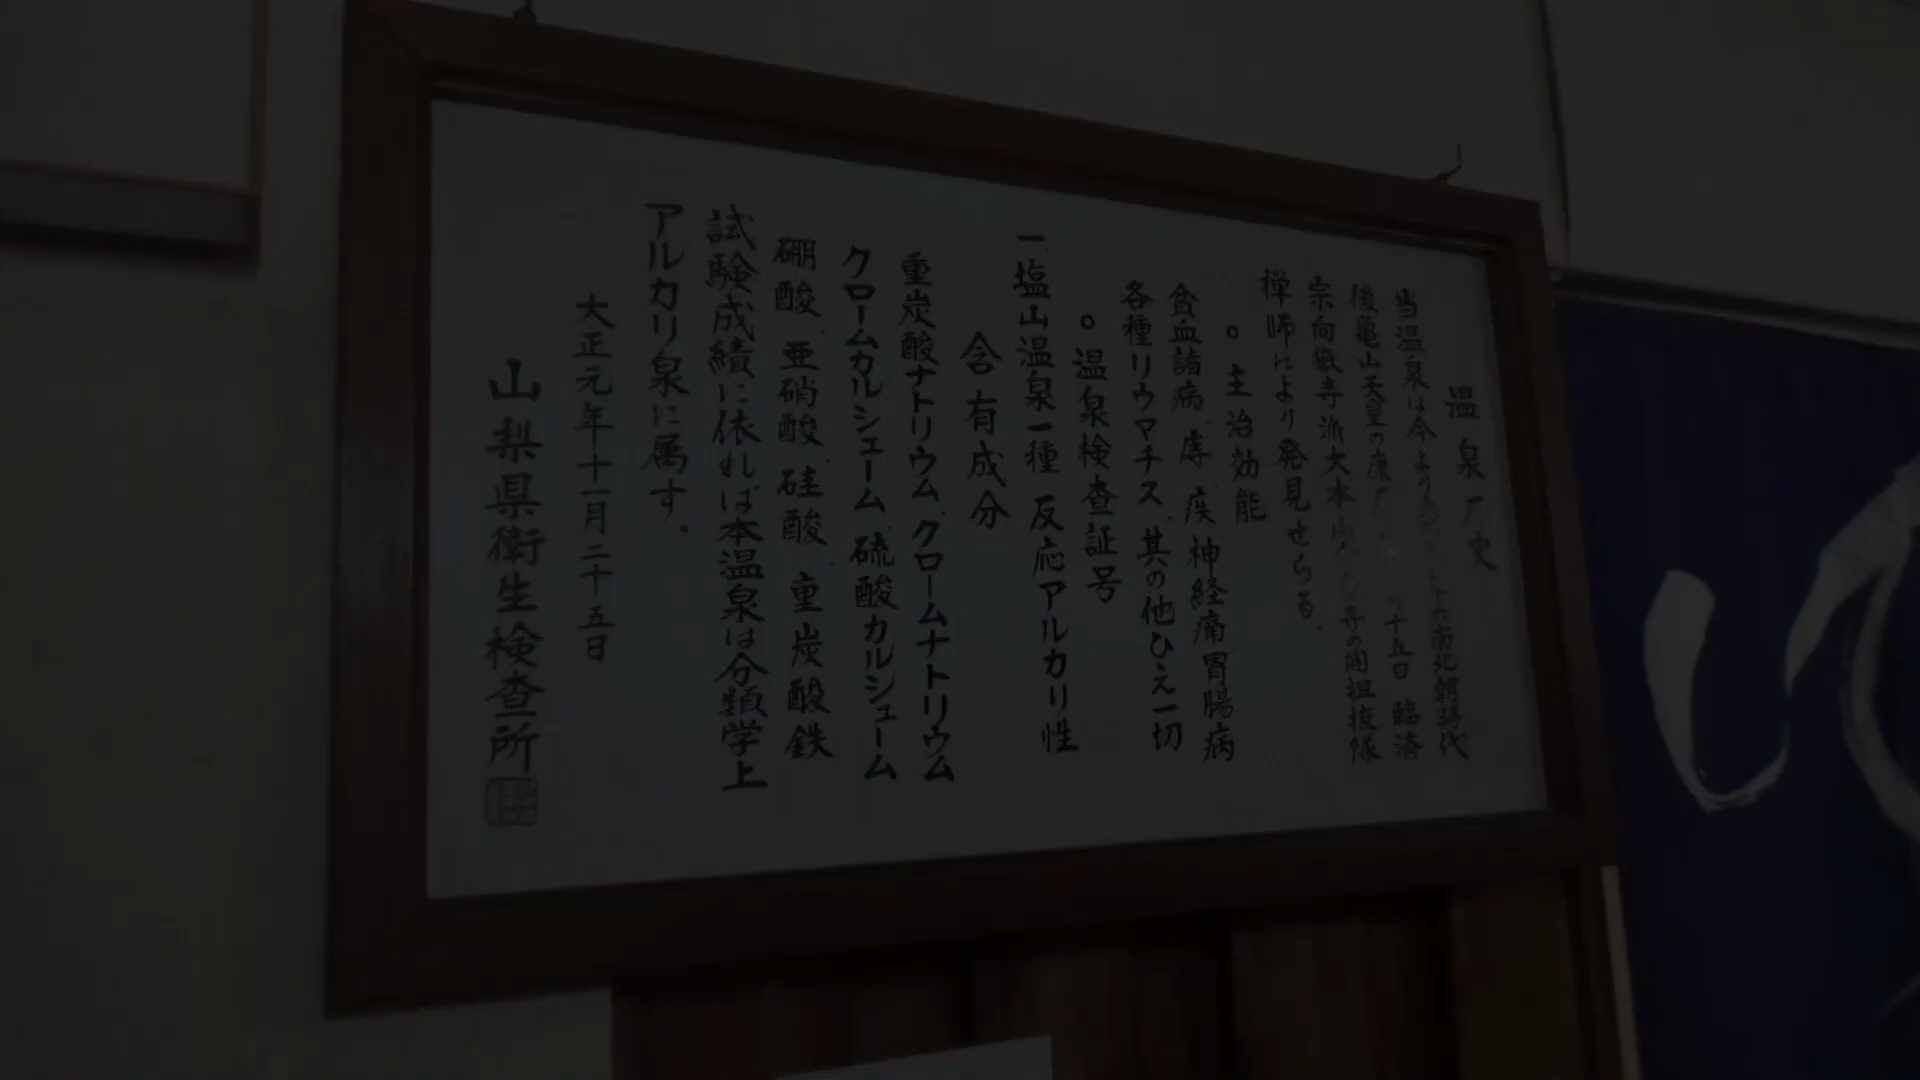 温泉歴史
当温泉は今より の南北朝時代
後亀山天皇の康 十五日 臨済
宗向嶽寺派大本山 寺の開祖抜隊
禅師により発見せらる。
○主治効能
貧血諸病 虚疾 神経痛 胃腸病
各種リウマチス 其の他ひえ一切
○温泉検査証号
一、塩山温泉一種 反応アルカリ性
含有成分
重炭酸ナトリウム クロームナトリウム
クロームカルシューム 硫酸カルシューム
硼酸 亜硝酸 硅酸 重炭酸鉄
試験成績に依れば本温泉は分類学上
アルカリ泉に属す。
大正元年十一月二十五日
山梨県衛生検査所